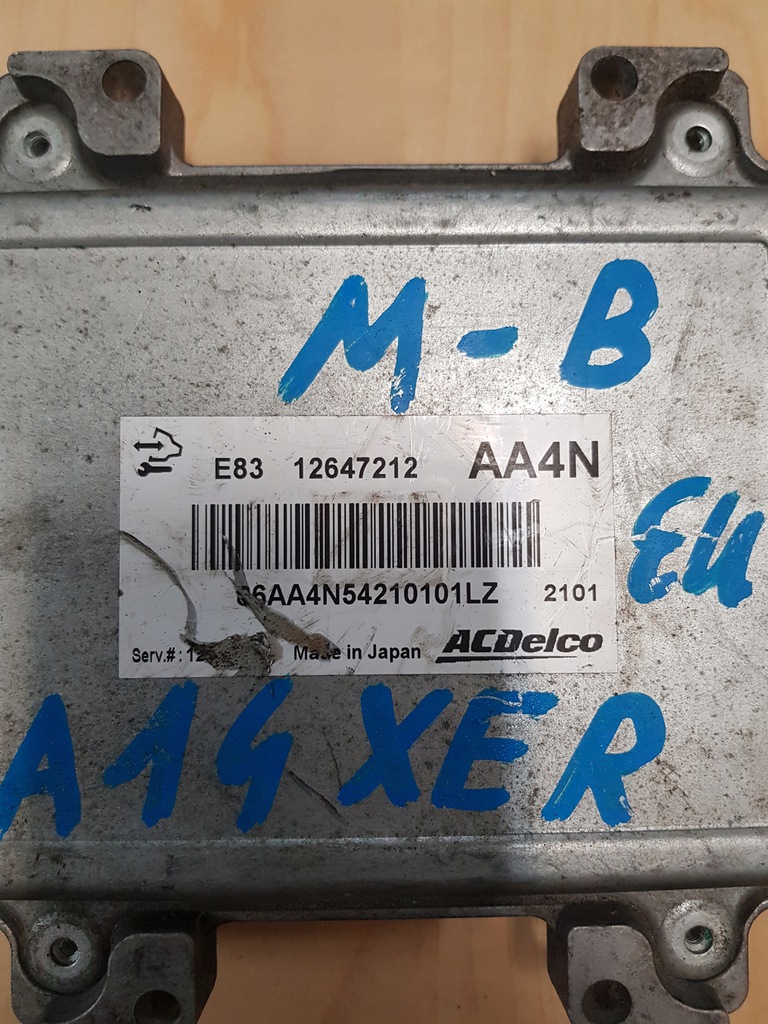 M-B
E83 12647212 AA4N
EU
6AA4N54210101LZ 2101
Serv.#: 12 Made in Japan ACDelco
A14XER